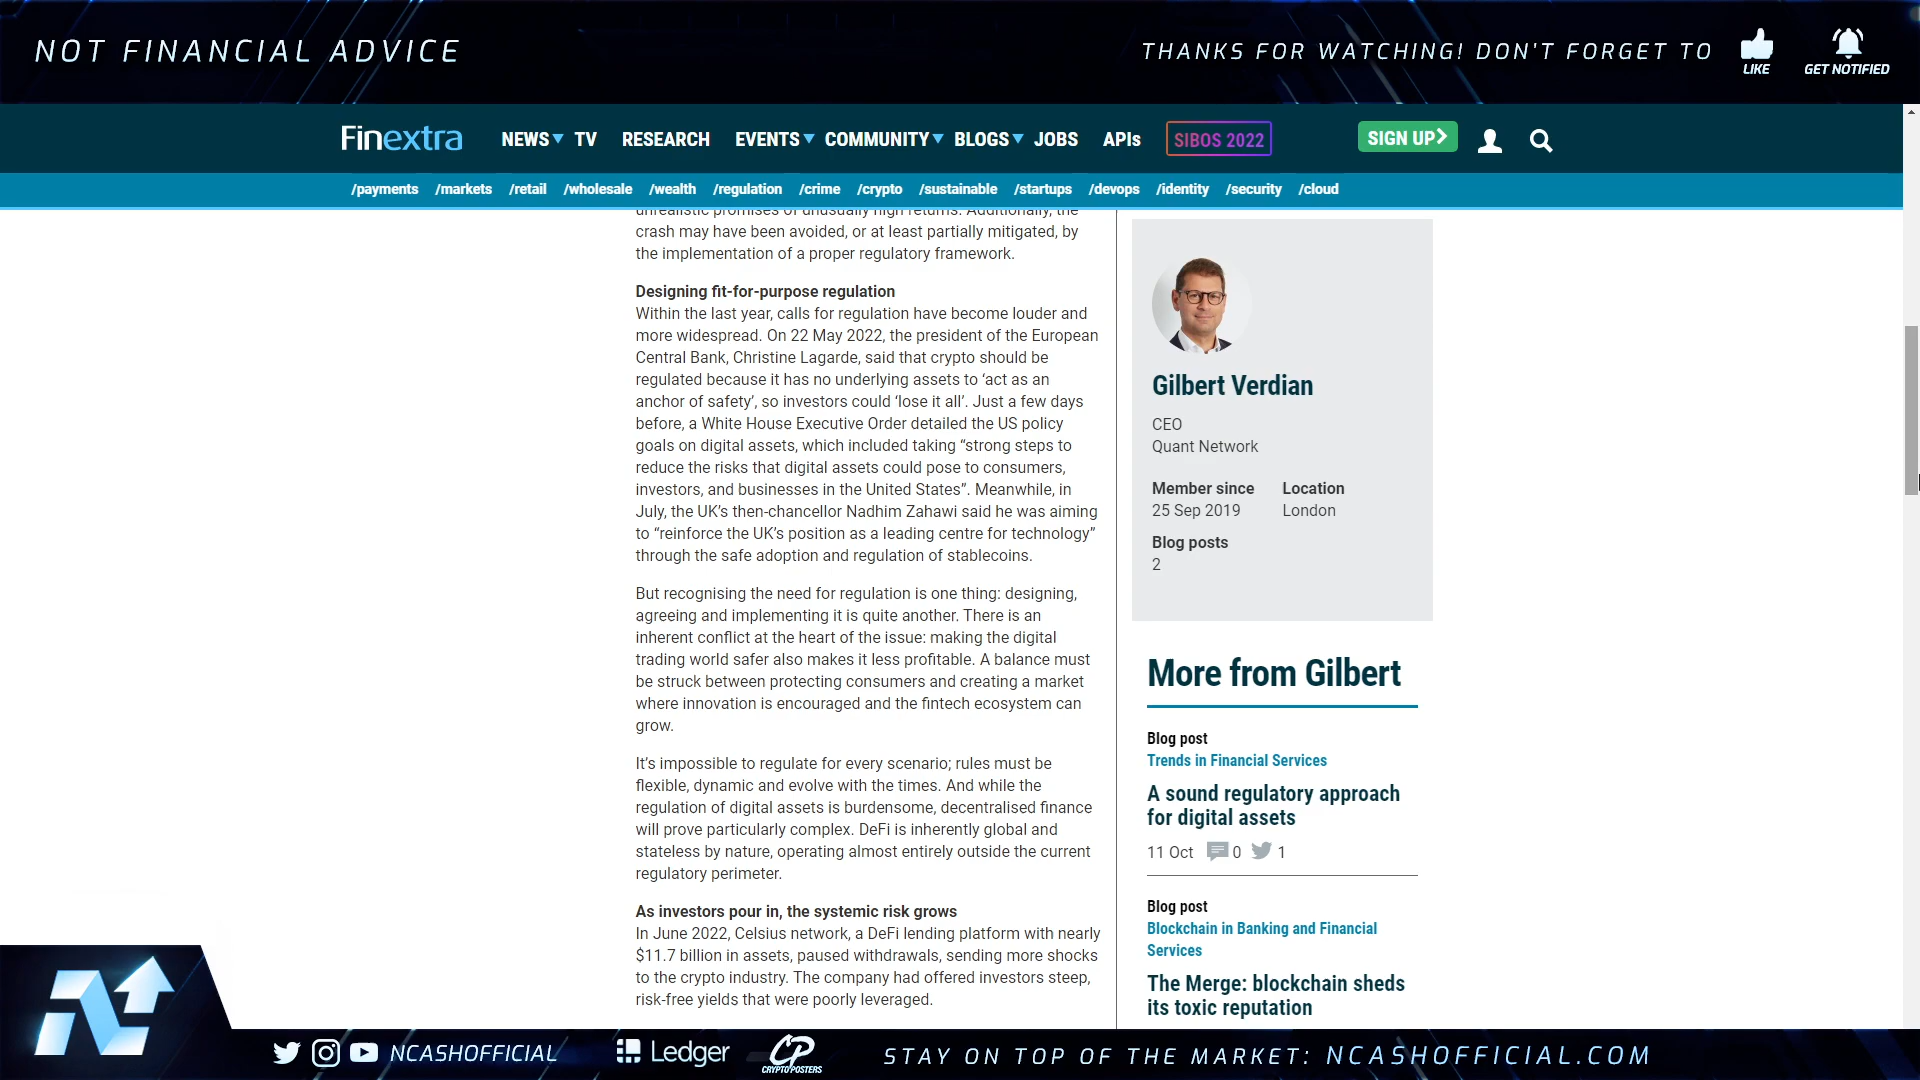 NOT FINANCIAL ADVICE
THANKS FOR WATCHING! DON'T FORGET TO
LIKE
GET NOTIFIED
Finextra
NEWS TV RESEARCH EVENTS COMMUNITY BLOGS JOBS APIs SIBOS 2022
SIGN UP
/payments /markets /retail /wholesale /wealth /regulation /crime /crypto /sustainable /startups /devops /identity /security /cloud
unrealistic promises of unusually high returns. Additionally, the
crash may have been avoided, or at least partially mitigated, by
the implementation of a proper regulatory framework.
Designing fit-for-purpose regulation
Within the last year, calls for regulation have become louder and
more widespread. On 22 May 2022, the president of the European
Central Bank, Christine Lagarde, said that crypto should be
regulated because it has no underlying assets to ‘act as an
anchor of safety’, so investors could ‘lose it all’. Just a few days
before, a White House Executive Order detailed the US policy
goals on digital assets, which included taking “strong steps to
reduce the risks that digital assets could pose to consumers,
investors, and businesses in the United States”. Meanwhile, in
July, the UK’s then-chancellor Nadhim Zahawi said he was aiming
to “reinforce the UK’s position as a leading centre for technology”
through the safe adoption and regulation of stablecoins.
But recognising the need for regulation is one thing: designing,
agreeing and implementing it is quite another. There is an
inherent conflict at the heart of the issue: making the digital
trading world safer also makes it less profitable. A balance must
be struck between protecting consumers and creating a market
where innovation is encouraged and the fintech ecosystem can
grow.
It’s impossible to regulate for every scenario; rules must be
flexible, dynamic and evolve with the times. And while the
regulation of digital assets is burdensome, decentralised finance
will prove particularly complex. DeFi is inherently global and
stateless by nature, operating almost entirely outside the current
regulatory perimeter.
As investors pour in, the systemic risk grows
In June 2022, Celsius network, a DeFi lending platform with nearly
$11.7 billion in assets, paused withdrawals, sending more shocks
to the crypto industry. The company had offered investors steep,
risk-free yields that were poorly leveraged.
Gilbert Verdian
CEO
Quant Network
Member since Location
25 Sep 2019 London
Blog posts
2
More from Gilbert
Blog post
Trends in Financial Services
A sound regulatory approach
for digital assets
11 Oct 0 1
Blog post
Blockchain in Banking and Financial
Services
The Merge: blockchain sheds
its toxic reputation
NCASHOFFICIAL
Ledger
CP
CRYPTO POSTERS
STAY ON TOP OF THE MARKET: NCASHOFFICIAL.COM